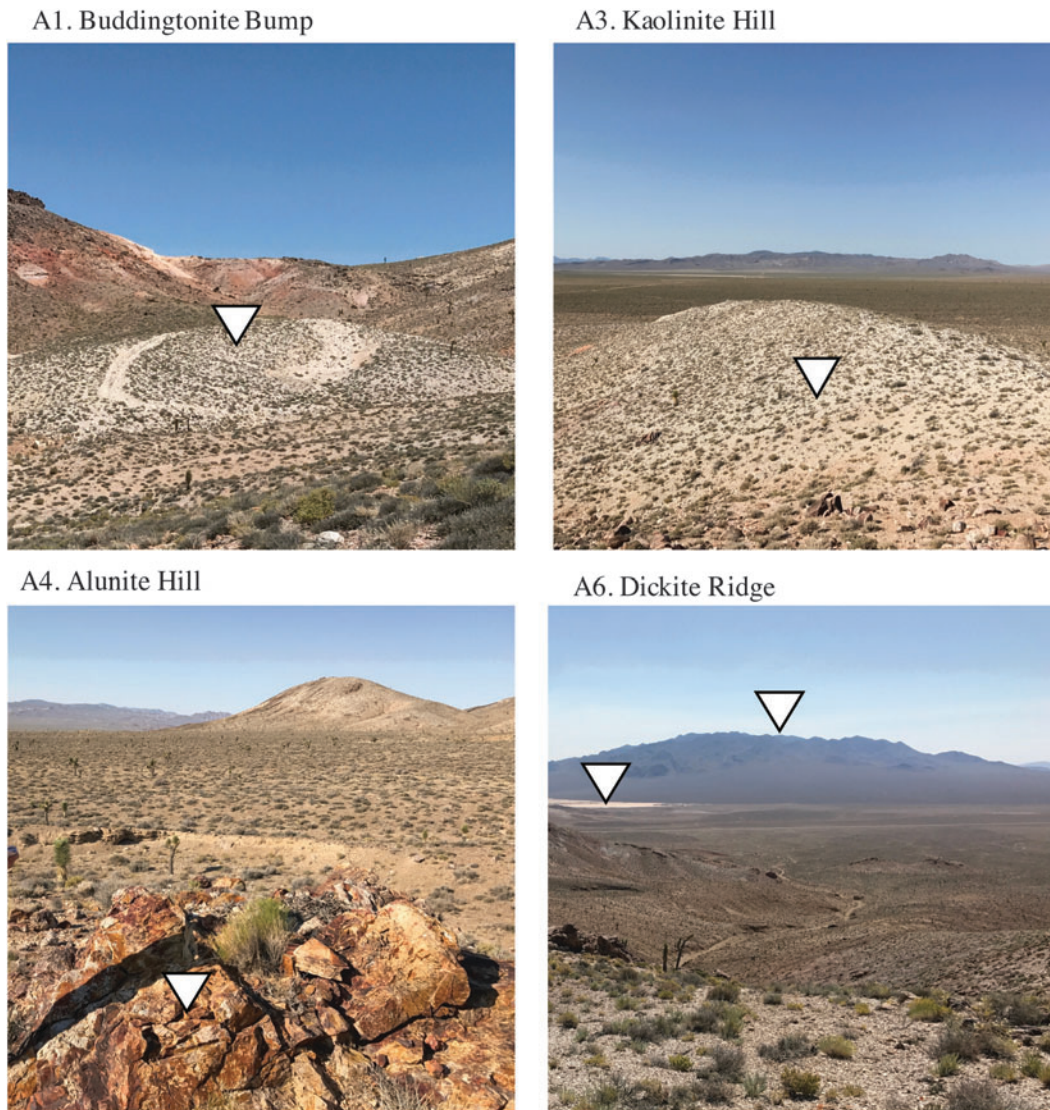 A1. Buddingtonite Bump
A3. Kaolinite Hill
A4. Alunite Hill
A6. Dickite Ridge